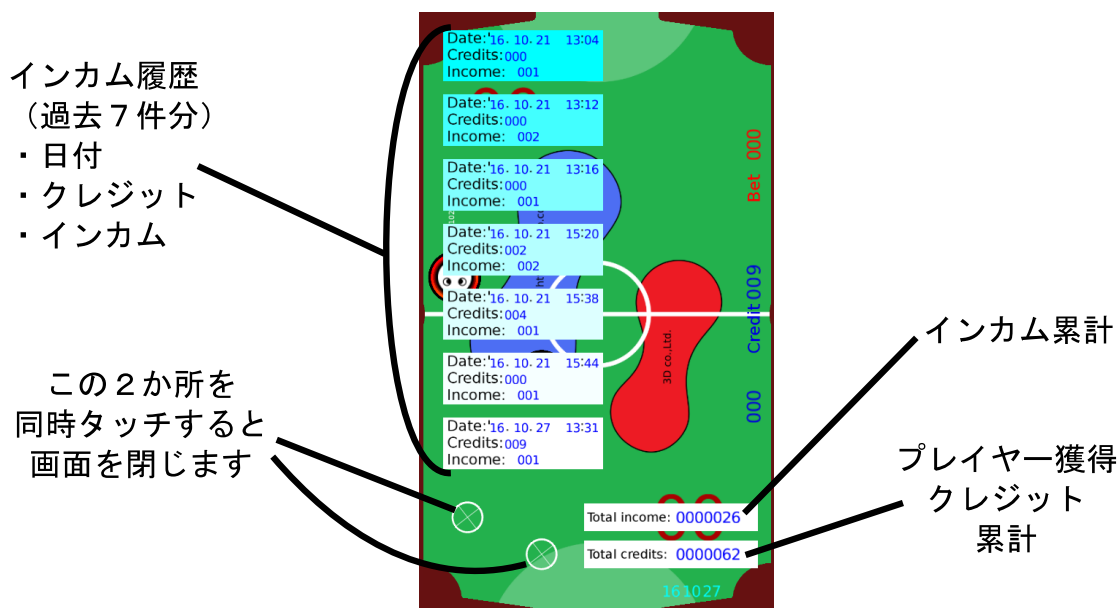 インカム履歴
（過去７件分）
・日付
・クレジット
・インカム
この２か所を
同時タッチすると
画面を閉じます
Date:'16. 10. 21 13:04
Credits:000
Income: 001
Date:'16. 10. 21 13:12
Credits:000
Income: 002
Date:'16. 10. 21 13:16
Credits:000
Income: 001
Date:'16. 10. 21 15:20
Credits:002
Income: 002
Date:'16. 10. 21 15:38
Credits:004
Income: 001
Date:'16. 10. 21 15:44
Credits:000
Income: 001
Date:'16. 10. 27 13:31
Credits:009
Income: 001
Bet 000
Credit 009
000
3D co.,Ltd.
Total income: 0000026
Total credits: 0000062
161027
インカム累計
プレイヤー獲得
クレジット
累計